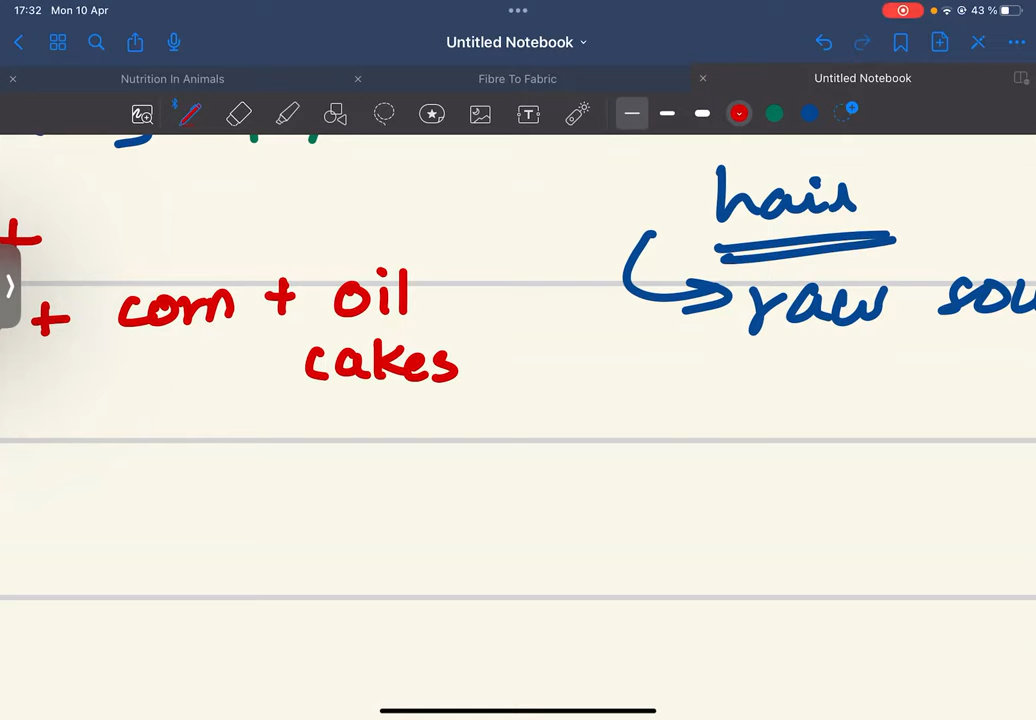 17:32 Mon 10 Apr
43 %
Untitled Notebook
Nutrition In Animals
Fibre To Fabric
Untitled Notebook
T
hair
+
raw sou
+ corn + oil
cakes